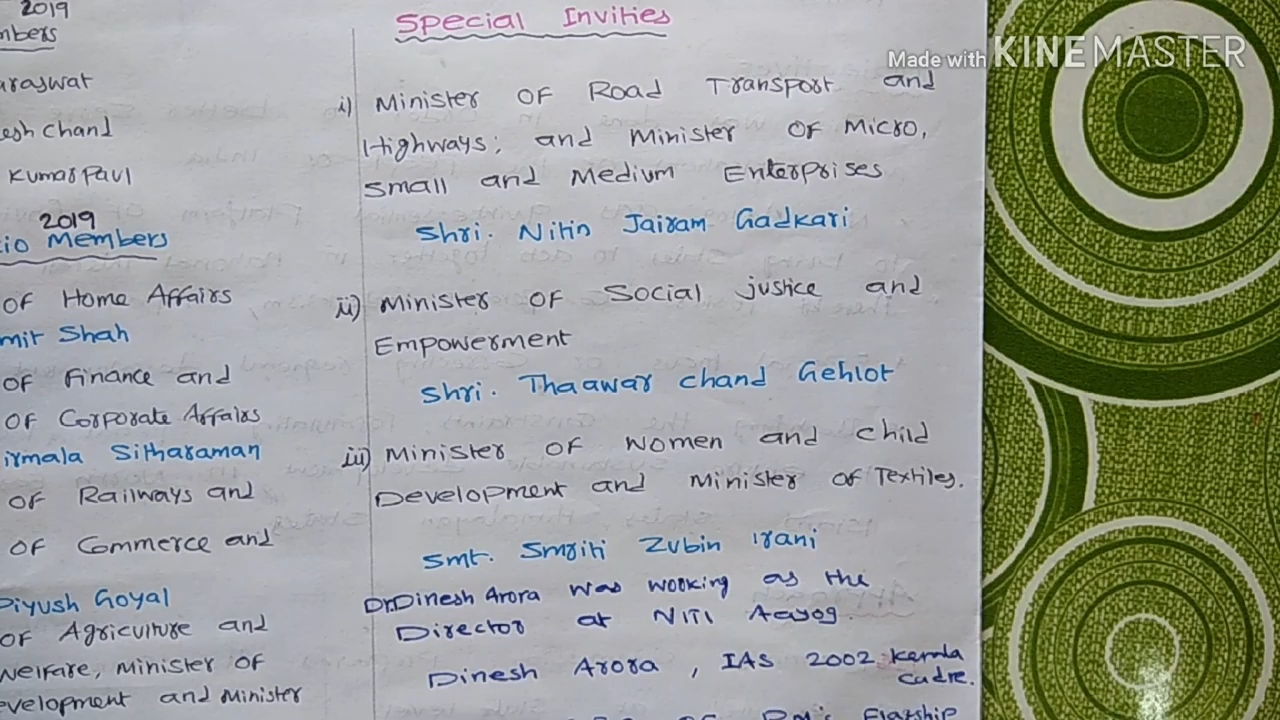 2019
mbers
araswat
esh chand
Kumar Paul
2019
io Members
of Home Affairs
mit Shah
of Finance and
of Corporate Affairs
irmala Sitharaman
of Railways and
of Commerce and
Piyush Goyal
of Agriculture and
Welfare, Minister of
evelopment and Minister
Special Invities
i) Minister of Road Transport and
Highways; and Minister of Micro,
Small and Medium Enterprises
Shri. Nitin Jairam Gadkari
ii) Minister of Social justice and
Empowerment
Shri. Thaawar chand Gehlot
iii) Minister of Women and child
Development and Minister of Textiles.
Smt. Smriti Zubin Irani
Dr.Dinesh Arora was working as the
Director at NITI Aayog.
Dinesh Arora, IAS 2002 Kerala
cadre.
PM's Flagship
Made with KINEMASTER